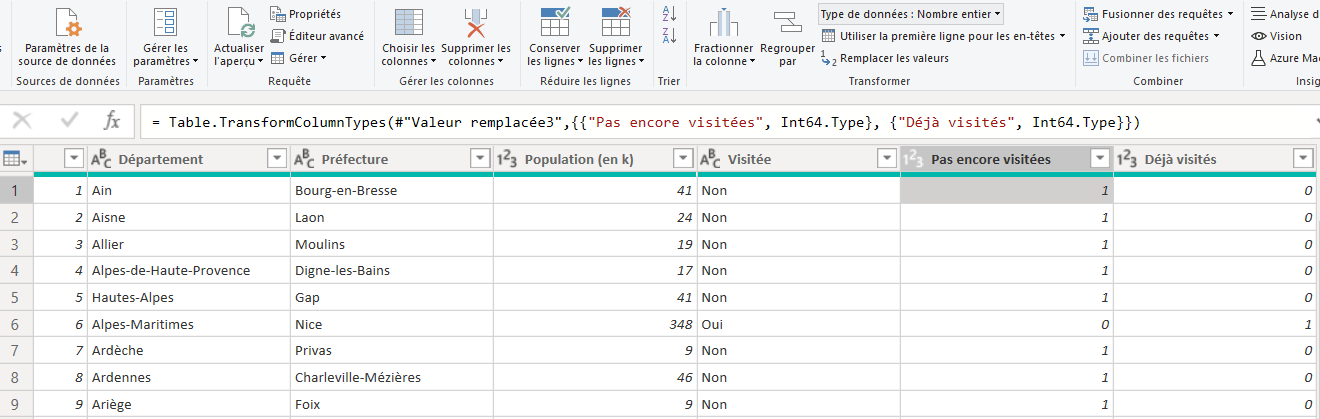 Paramètres de la source de données
Sources de données
Gérer les paramètres
Paramètres
Actualiser l'aperçu
Propriétés
Éditeur avancé
Gérer
Requête
Choisir les colonnes
Supprimer les colonnes
Gérer les colonnes
Conserver les lignes
Supprimer les lignes
Réduire les lignes
A Z
Z A
Trier
Fractionner la colonne
Regrouper par
Type de données : Nombre entier
Utiliser la première ligne pour les en-têtes
Remplacer les valeurs
Transformer
Fusionner des requêtes
Ajouter des requêtes
Combiner les fichiers
Combiner
Analyse d
Vision
Azure Mac
Insig
fx = Table.TransformColumnTypes(#"Valeur remplacée3",{{"Pas encore visitées", Int64.Type}, {"Déjà visités", Int64.Type}})
ABC Département ABC Préfecture 123 Population (en k) ABC Visitée 123 Pas encore visitées 123 Déjà visités
1 1 Ain Bourg-en-Bresse 41 Non 1 0
2 2 Aisne Laon 24 Non 1 0
3 3 Allier Moulins 19 Non 1 0
4 4 Alpes-de-Haute-Provence Digne-les-Bains 17 Non 1 0
5 5 Hautes-Alpes Gap 41 Non 1 0
6 6 Alpes-Maritimes Nice 348 Oui 0 1
7 7 Ardèche Privas 9 Non 1 0
8 8 Ardennes Charleville-Mézières 46 Non 1 0
9 9 Ariège Foix 9 Non 1 0